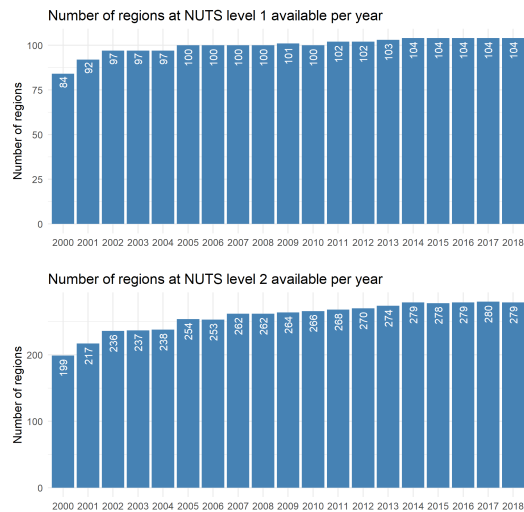 Number of regions at NUTS level 1 available per year
Number of regions
100
75
50
25
0
84 92 97 97 97 100 100 100 100 101 100 102 102 103 104 104 104 104 104
2000 2001 2002 2003 2004 2005 2006 2007 2008 2009 2010 2011 2012 2013 2014 2015 2016 2017 2018
Number of regions at NUTS level 2 available per year
Number of regions
200
100
0
199 217 236 237 238 254 253 262 262 264 266 268 270 274 279 278 279 280 279
2000 2001 2002 2003 2004 2005 2006 2007 2008 2009 2010 2011 2012 2013 2014 2015 2016 2017 2018